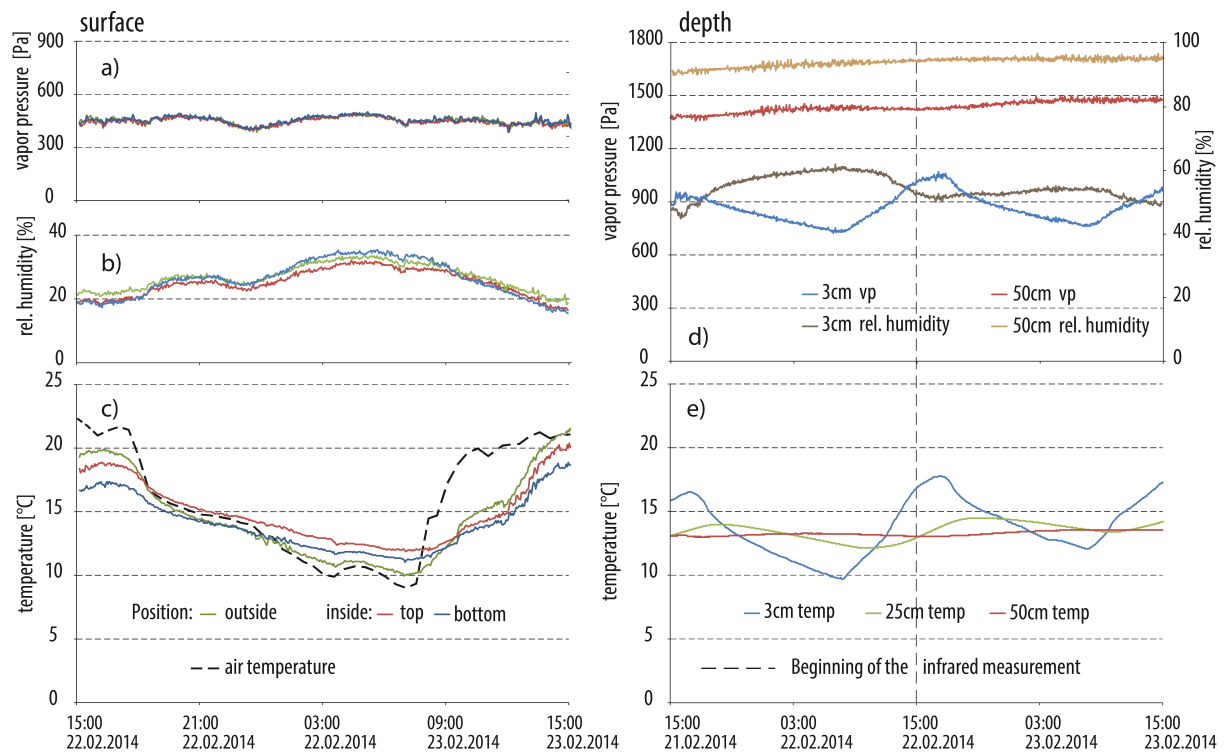 surface
vapor pressure [Pa]
900
600
300
0
a)
rel. humidity [%]
40
20
0
b)
temperature [°C]
25
20
15
10
5
0
c)
Position: outside inside: top bottom
air temperature
15:00 21:00 03:00 09:00 15:00
22.02.2014 22.02.2014 22.02.2014 23.02.2014 23.02.2014
depth
vapor pressure [Pa]
1800
1500
1200
900
600
300
0
100
80
60
40
20
0
rel. humidity [%]
3cm vp 50cm vp
3cm rel. humidity 50cm rel. humidity
d)
temperature [°C]
25
20
15
10
5
0
e)
3cm temp 25cm temp 50cm temp
Beginning of the infrared measurement
15:00 03:00 15:00 03:00 15:00
21.02.2014 22.02.2014 22.02.2014 23.02.2014 23.02.2014